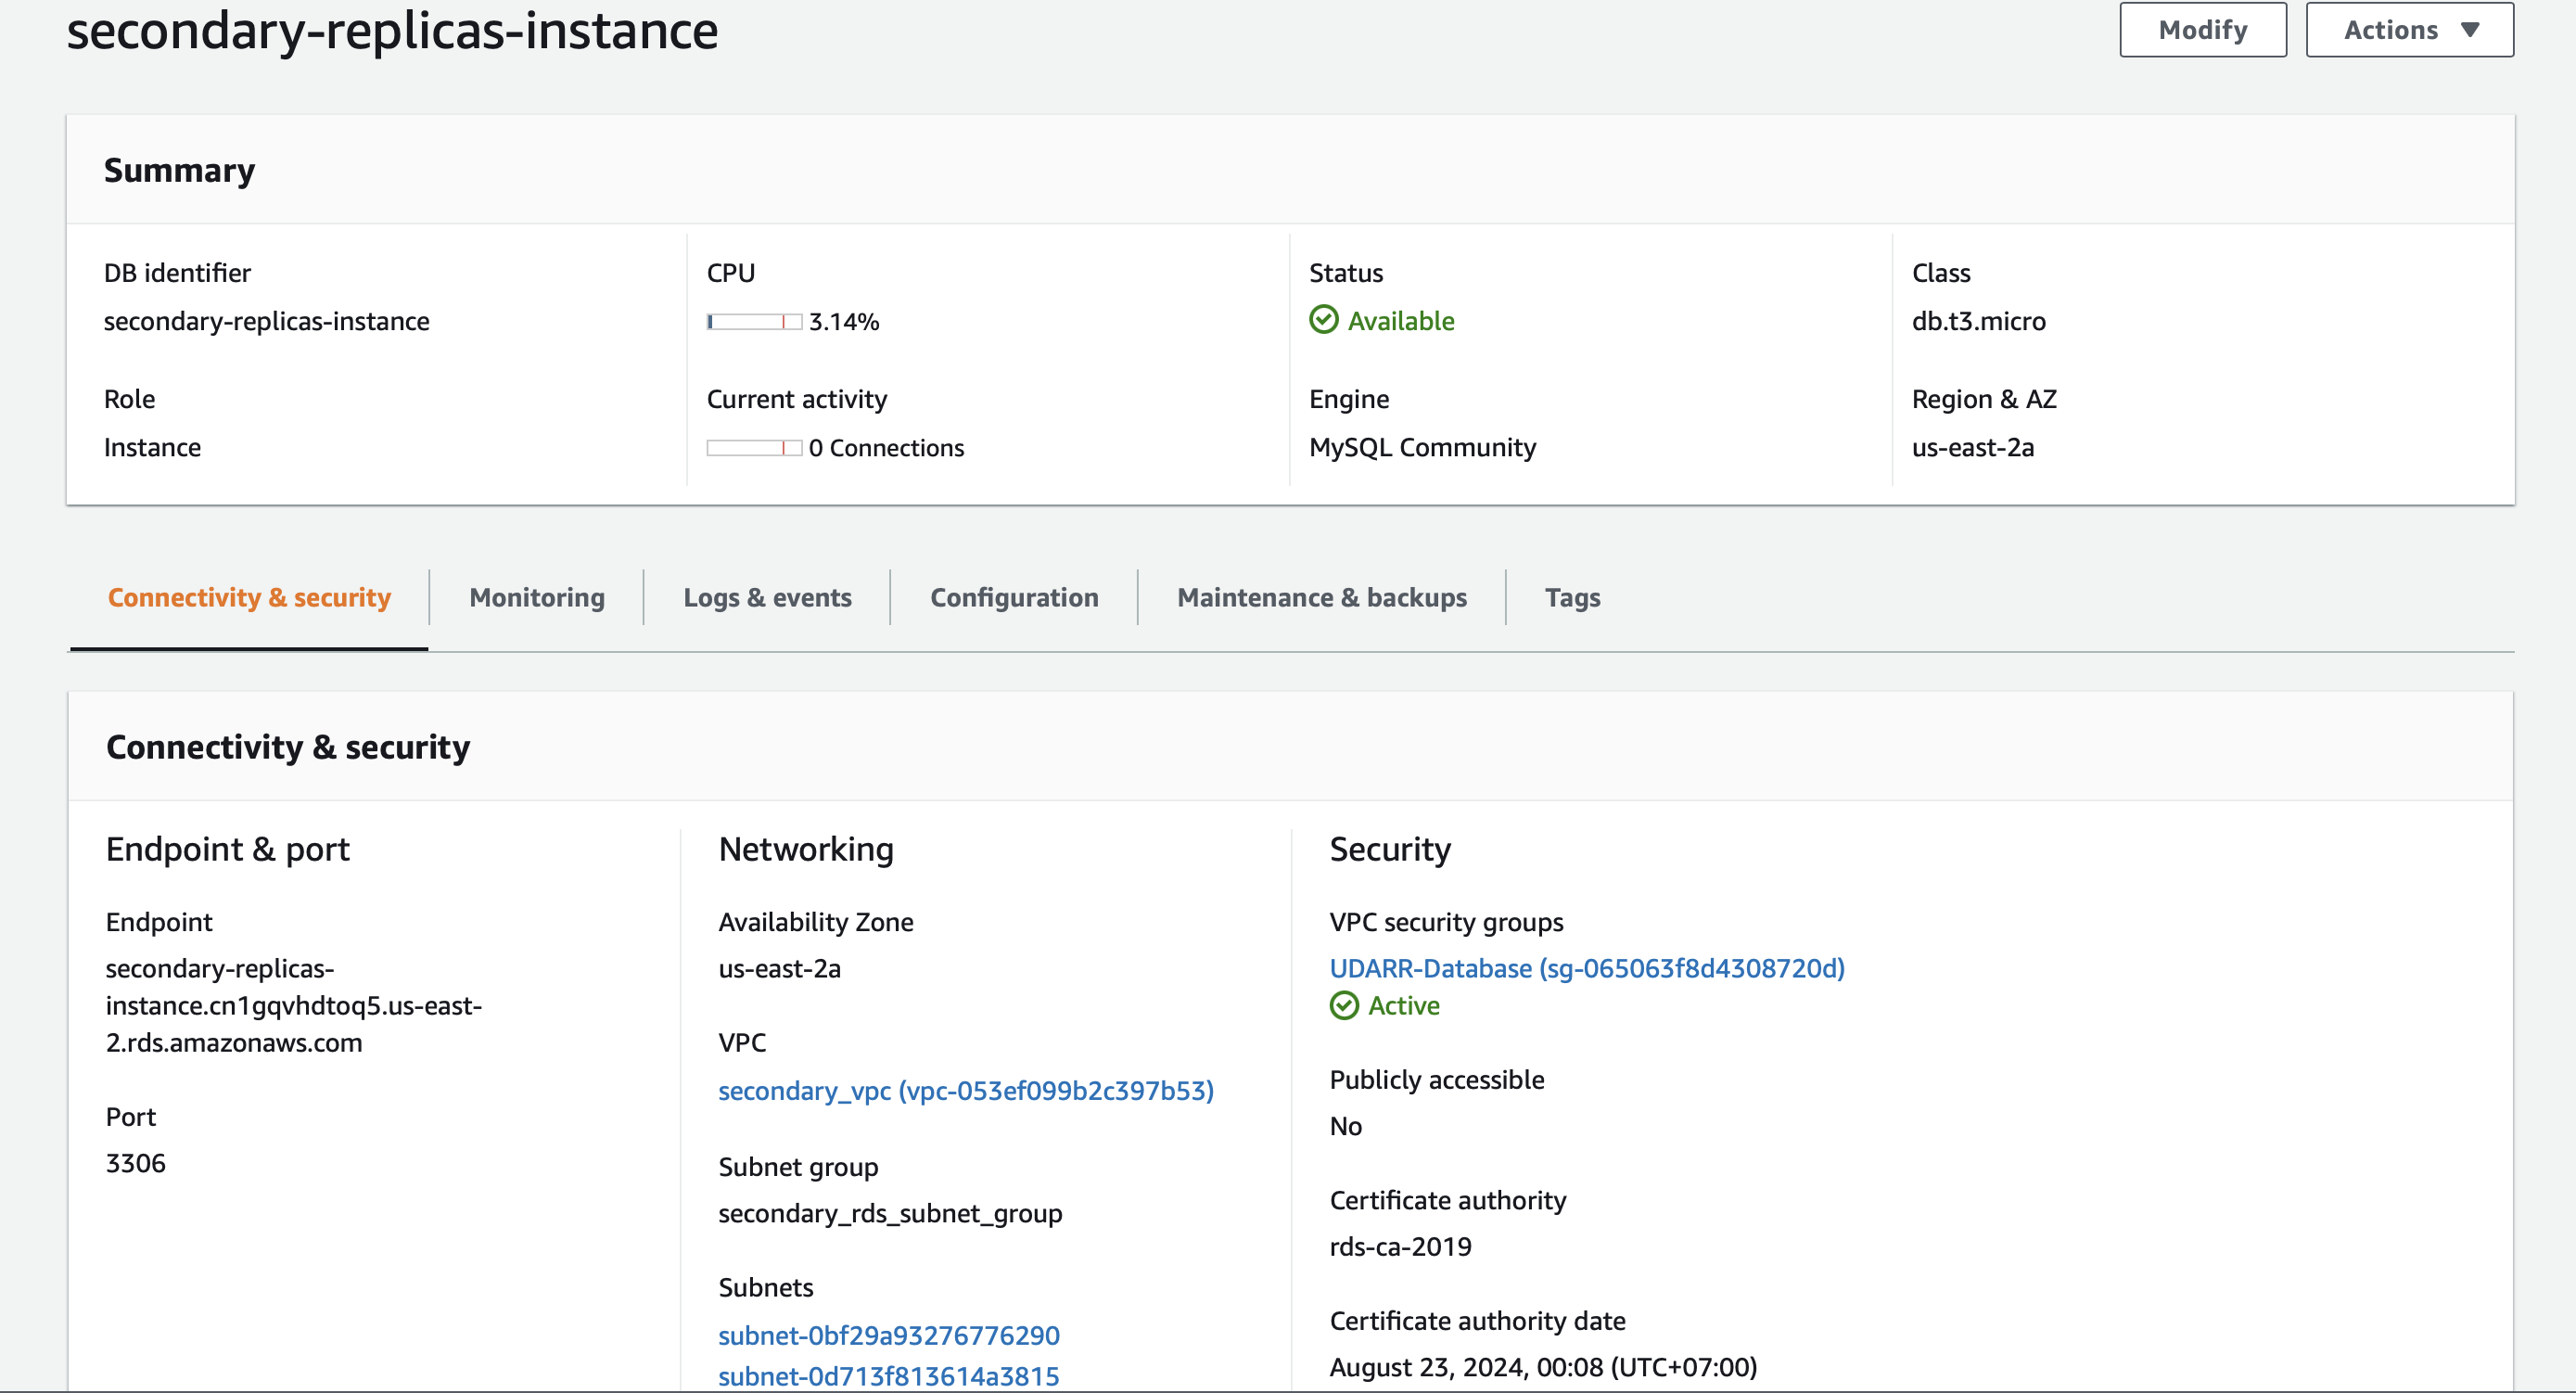 secondary-replicas-instance
Modify
Actions
Summary
DB identifier
secondary-replicas-instance
CPU
3.14%
Status
Available
Class
db.t3.micro
Role
Instance
Current activity
0 Connections
Engine
MySQL Community
Region & AZ
us-east-2a
Connectivity & security
Monitoring
Logs & events
Configuration
Maintenance & backups
Tags
Connectivity & security
Endpoint & port
Endpoint
secondary-replicas-
instance.cn1gqvhdtoq5.us-east-
2.rds.amazonaws.com
Port
3306
Networking
Availability Zone
us-east-2a
VPC
secondary_vpc (vpc-053ef099b2c397b53)
Subnet group
secondary_rds_subnet_group
Subnets
subnet-0bf29a93276776290
subnet-0d713f813614a3815
Security
VPC security groups
UDARR-Database (sg-065063f8d4308720d)
Active
Publicly accessible
No
Certificate authority
rds-ca-2019
Certificate authority date
August 23, 2024, 00:08 (UTC+07:00)